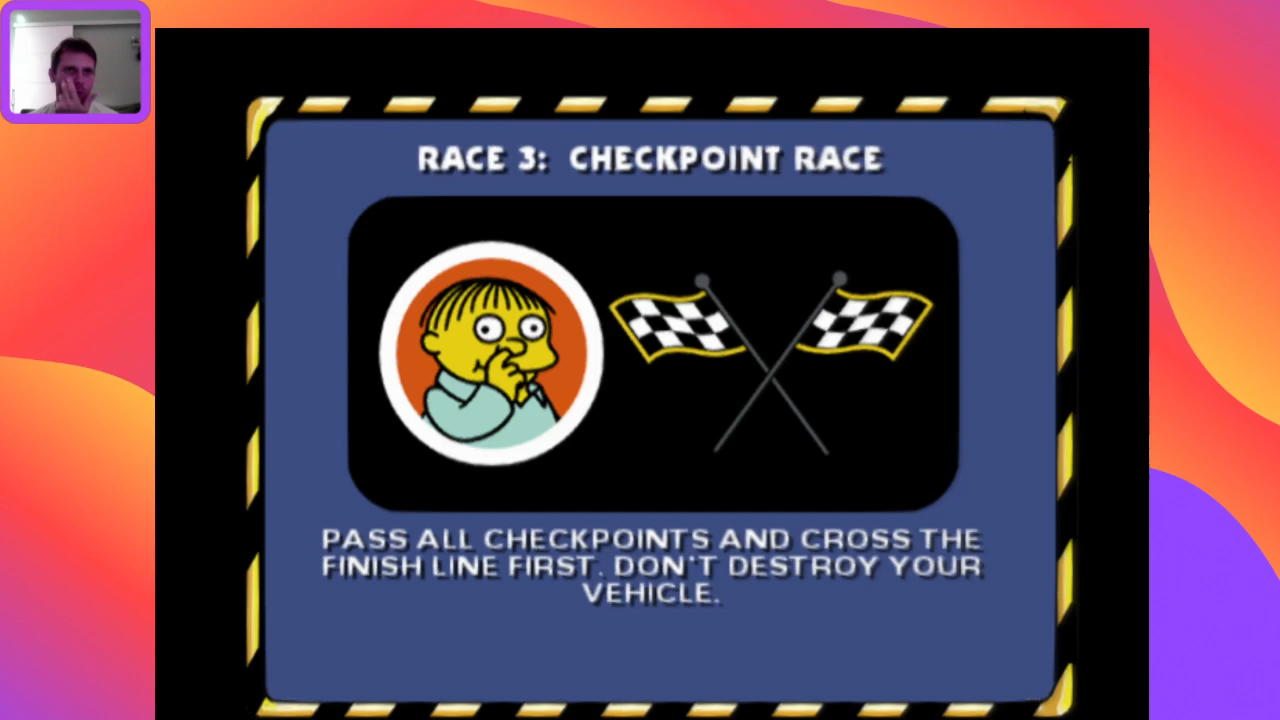 RACE 3: CHECKPOINT RACE
PASS ALL CHECKPOINTS AND CROSS THE
FINISH LINE FIRST. DON'T DESTROY YOUR
VEHICLE.